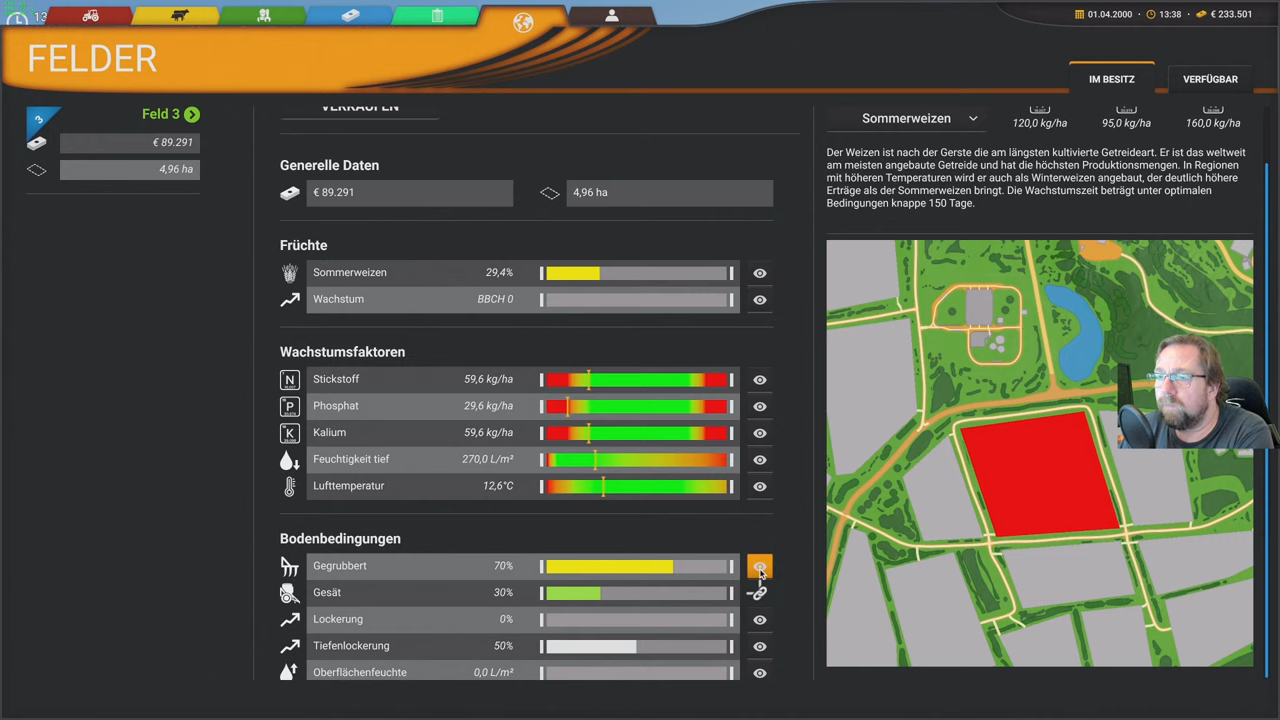 13
01.04.2000
13:38
€ 233.501
FELDER
IM BESITZ
VERFÜGBAR
3
Feld 3
€ 89.291
4,96 ha
VERKAUFEN
Generelle Daten
€ 89.291
4,96 ha
Früchte
Sommerweizen 29,4%
Wachstum BBCH 0
Wachstumsfaktoren
N Stickstoff 59,6 kg/ha
P Phosphat 29,6 kg/ha
K Kalium 59,6 kg/ha
Feuchtigkeit tief 270,0 L/m²
Lufttemperatur 12,6°C
Bodenbedingungen
Gegrubbert 70%
Gesät 30%
Lockerung 0%
Tiefenlockerung 50%
Oberflächenfeuchte 0,0 L/m²
Sommerweizen
120,0 kg/ha 95,0 kg/ha 160,0 kg/ha
Der Weizen ist nach der Gerste die am längsten kultivierte Getreideart. Er ist das weltweit
am meisten angebaute Getreide und hat die höchsten Produktionsmengen. In Regionen
mit höheren Temperaturen wird er auch als Winterweizen angebaut, der deutlich höhere
Erträge als der Sommerweizen bringt. Die Wachstumszeit beträgt unter optimalen
Bedingungen knappe 150 Tage.